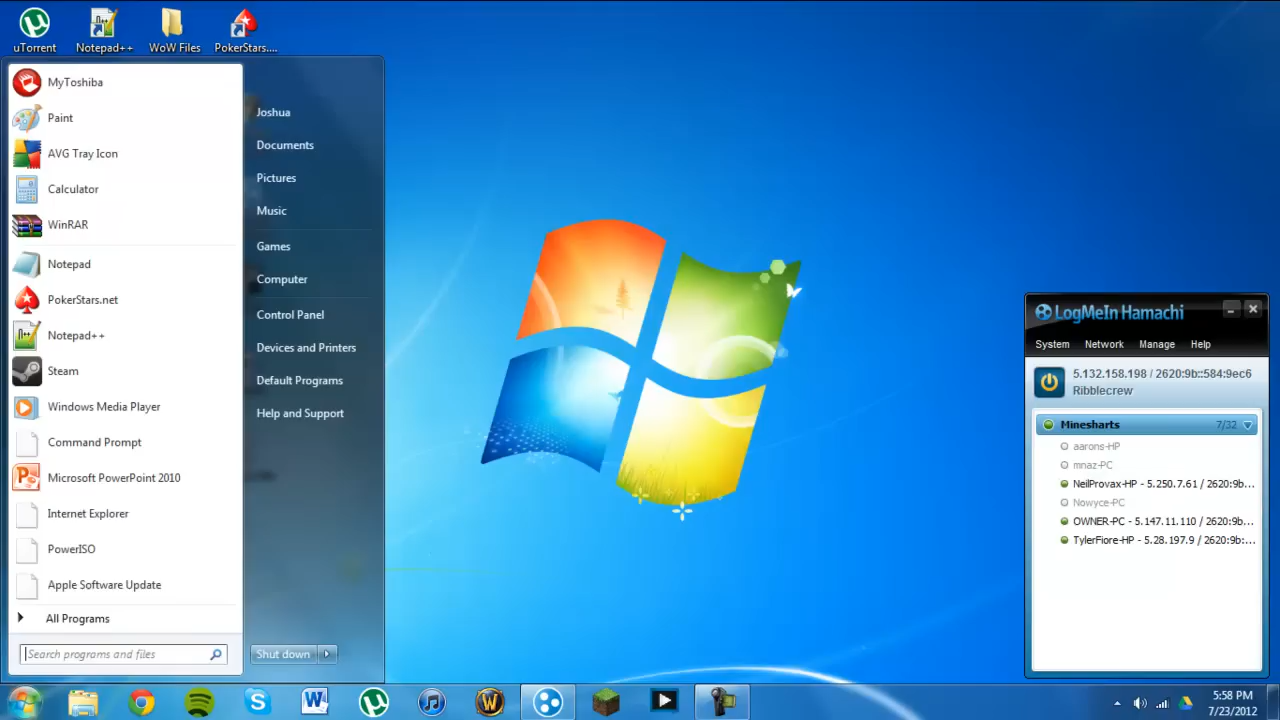 uTorrent
Notepad++
WoW Files
PokerStars....
MyToshiba
Paint
AVG Tray Icon
Calculator
WinRAR
Notepad
PokerStars.net
Notepad++
Steam
Windows Media Player
Command Prompt
Microsoft PowerPoint 2010
Internet Explorer
PowerISO
Apple Software Update
All Programs
Search programs and files
Joshua
Documents
Pictures
Music
Games
Computer
Control Panel
Devices and Printers
Default Programs
Help and Support
Shut down
LogMeIn Hamachi
System Network Manage Help
5.132.158.198 / 2620:9b::584:9ec6
Ribblecrew
Minesharts 7/32
aarons-HP
mnaz-PC
NeilProvax-HP - 5.250.7.61 / 2620:9b...
Nowyce-PC
OWNER-PC - 5.147.11.110 / 2620:9b...
TylerFiore-HP - 5.28.197.9 / 2620:9b:...
5:58 PM
7/23/2012